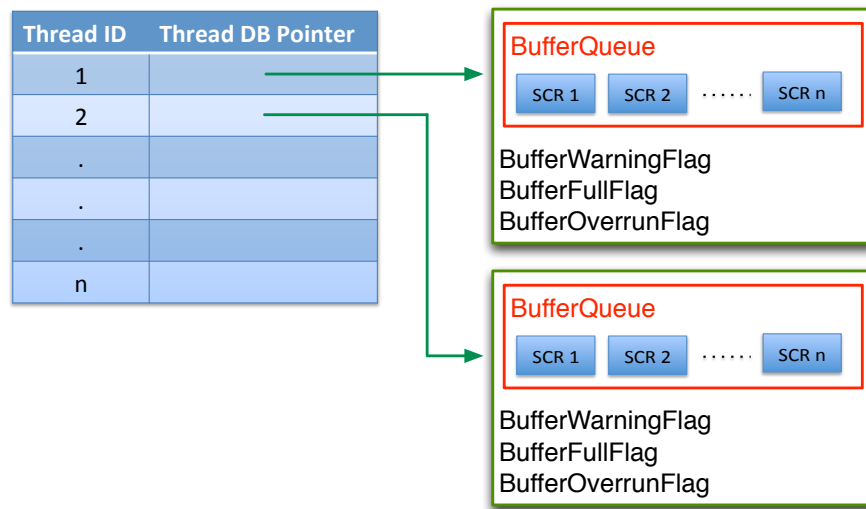 Thread ID Thread DB Pointer
1
2
.
.
.
n
BufferQueue
SCR 1 SCR 2 ...... SCR n
BufferWarningFlag
BufferFullFlag
BufferOverrunFlag
BufferQueue
SCR 1 SCR 2 ...... SCR n
BufferWarningFlag
BufferFullFlag
BufferOverrunFlag